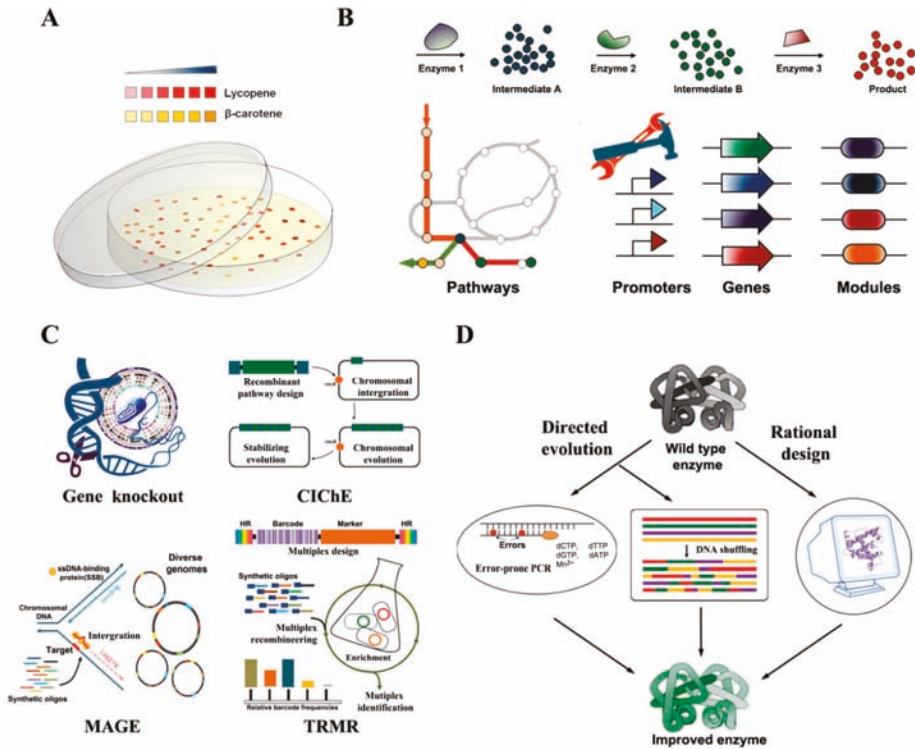 A
Lycopene
β-carotene
B
Enzyme 1
Intermediate A
Enzyme 2
Intermediate B
Enzyme 3
Product
Pathways
Promoters
Genes
Modules
C
Gene knockout
Recombinant
pathway design
recA
Chromosomal
intergration
Stabilizing
evolution
recA
Chromosomal
evolution
CIChE
ssDNA-binding
protein(SSB)
Diverse
genomes
Chromosomal
DNA
Leading
Intergration
Target
Lagging
Synthetic oligos
MAGE
HR
Barcode
Marker
HR
Multiplex design
Synthetic oligos
Multiplex
recombineering
Enrichment
...
Relative barcode frequencies
Mutiplex
identification
TRMR
D
Wild type
enzyme
Directed
evolution
Rational
design
Errors
Error-prone PCR
dCTP, dTTP
dGTP, dATP
Mn²⁺
DNA shuffling
Improved enzyme